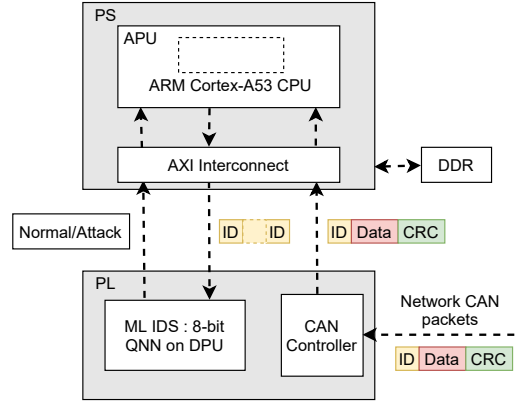 PS
APU
ARM Cortex-A53 CPU
AXI Interconnect
DDR
Normal/Attack
ID ID
ID Data CRC
PL
ML IDS : 8-bit
QNN on DPU
CAN
Controller
Network CAN
packets
ID Data CRC